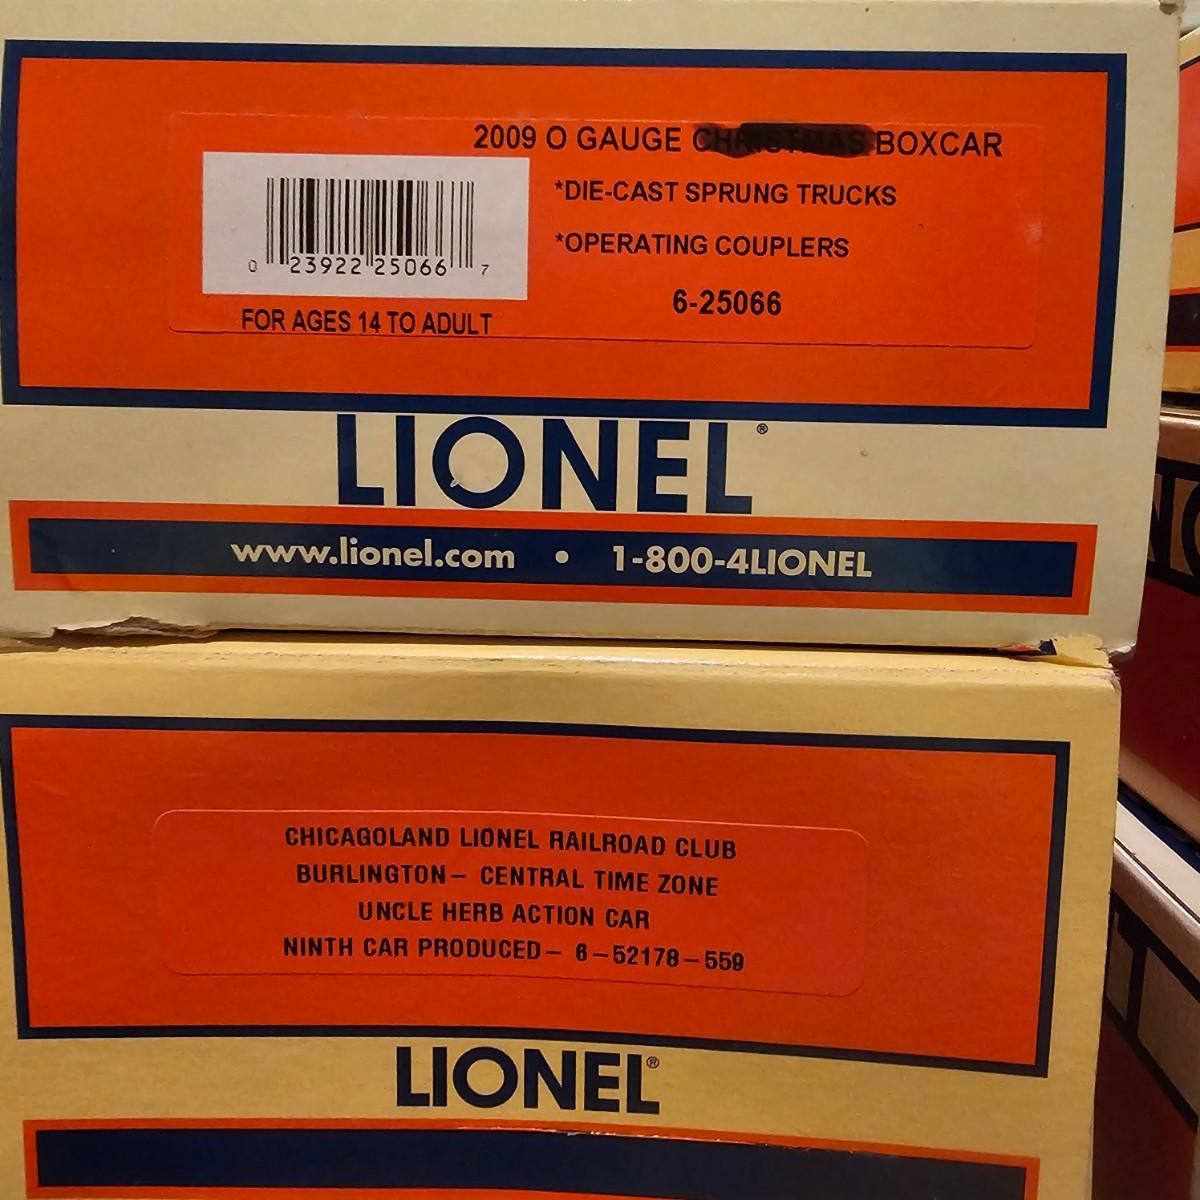 2009 O GAUGE CHRISTMAS BOXCAR
*DIE-CAST SPRUNG TRUCKS
*OPERATING COUPLERS
6-25066
0 23922 25066 7
FOR AGES 14 TO ADULT
LIONEL®
www.lionel.com • 1-800-4LIONEL
CHICAGOLAND LIONEL RAILROAD CLUB
BURLINGTON– CENTRAL TIME ZONE
UNCLE HERB ACTION CAR
NINTH CAR PRODUCED– 6–52178–559
LIONEL®